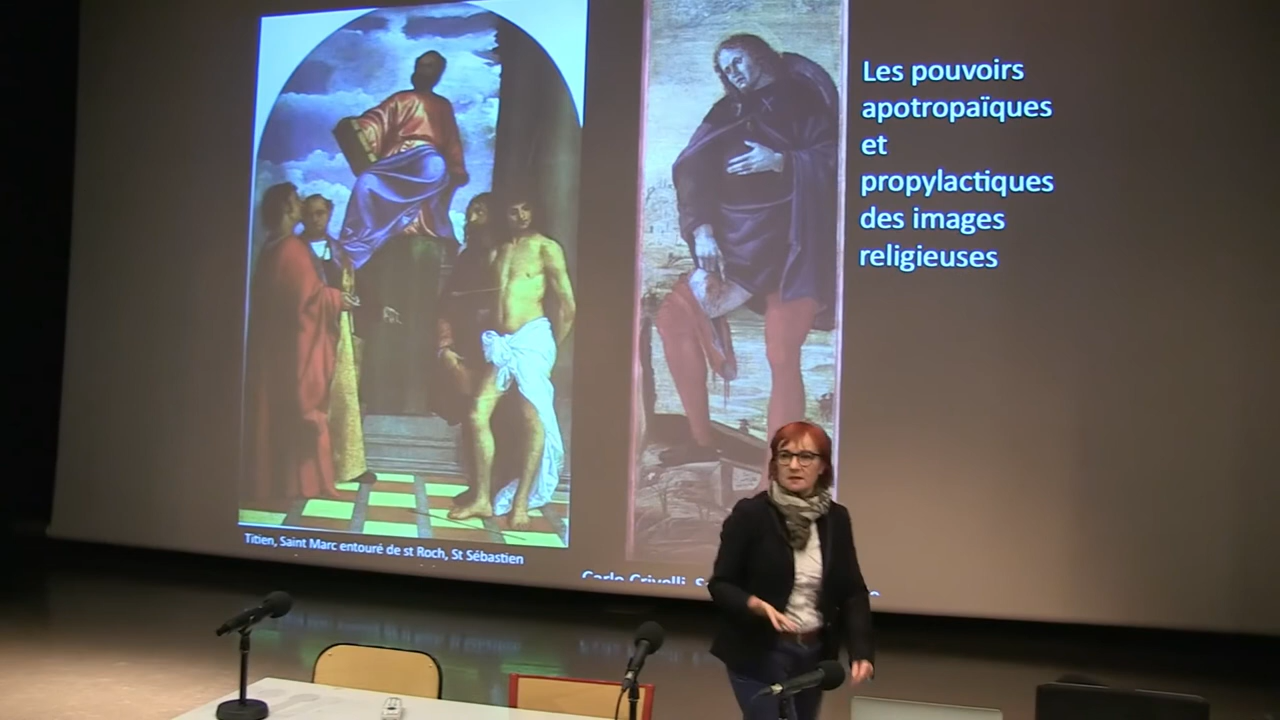 Les pouvoirs
apotropaïques
et
propylactiques
des images
religieuses
Titien, Saint Marc entouré de st Roch, St Sébastien
Carlo Crivelli,